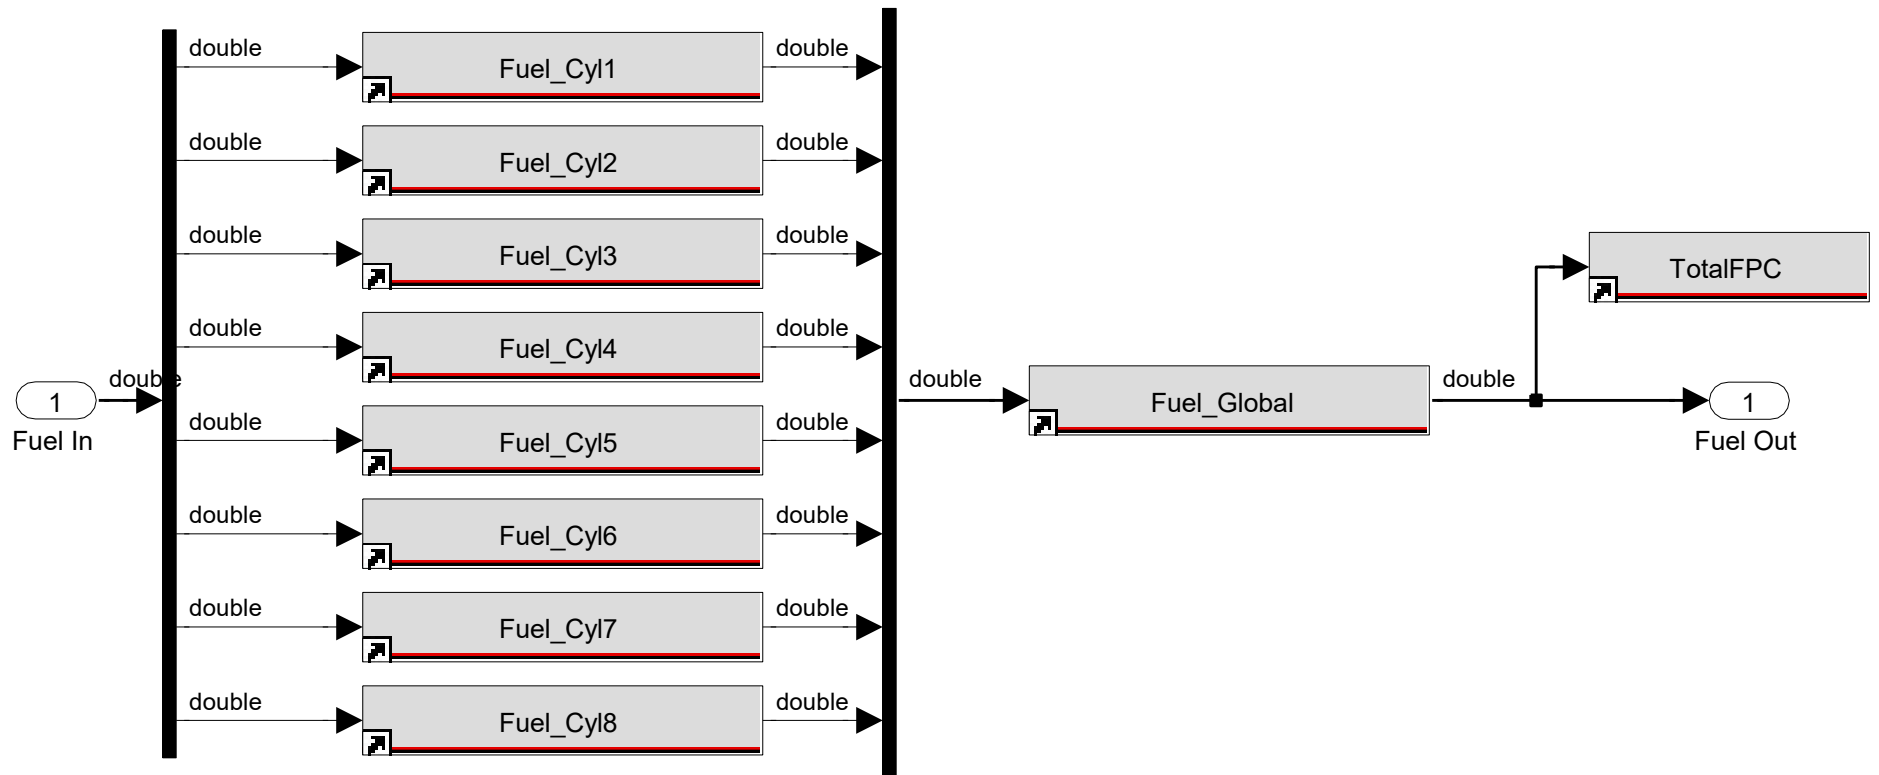 double
Fuel_Cyl1
double
double
Fuel_Cyl2
double
double
Fuel_Cyl3
double
double
Fuel_Cyl4
double
double
Fuel_Cyl5
double
double
Fuel_Cyl6
double
double
Fuel_Cyl7
double
double
Fuel_Cyl8
double
double
1
Fuel In
double
Fuel_Global
double
TotalFPC
1
Fuel Out